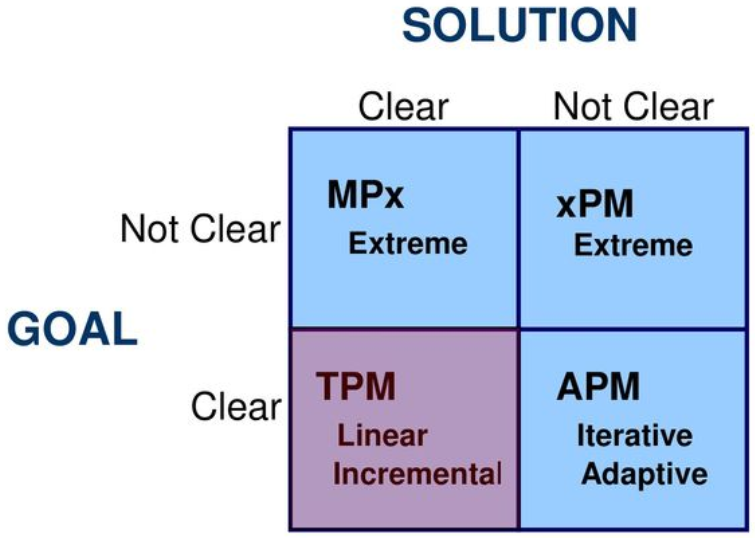 SOLUTION
Clear
Not Clear
Not Clear
MPx
Extreme
xPM
Extreme
GOAL
Clear
TPM
Linear
Incremental
APM
Iterative
Adaptive